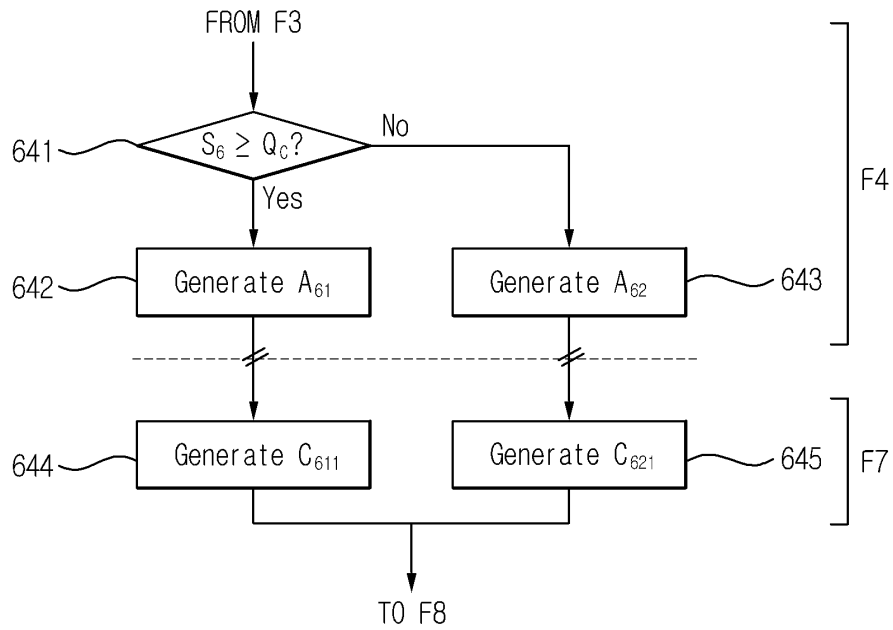 FROM F3
641
S₆ ≥ Q_C?
No
Yes
F4
642
Generate A₆₁
Generate A₆₂
643
644
Generate C₆₁₁
Generate C₆₂₁
645
F7
TO F8